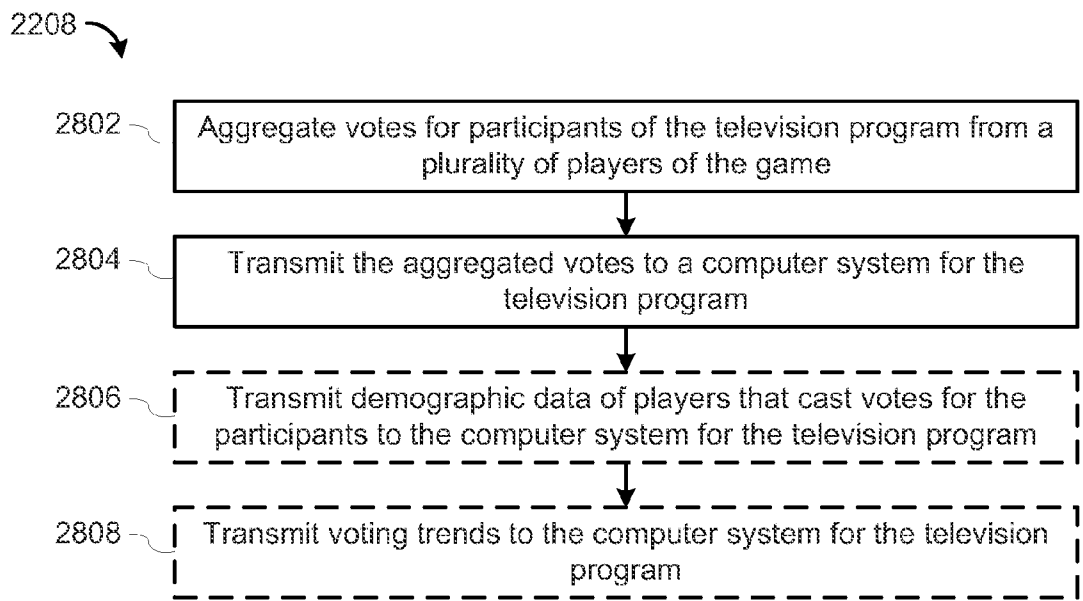 2208
2802
Aggregate votes for participants of the television program from a
plurality of players of the game
2804
Transmit the aggregated votes to a computer system for the
television program
2806
Transmit demographic data of players that cast votes for the
participants to the computer system for the television program
2808
Transmit voting trends to the computer system for the television
program